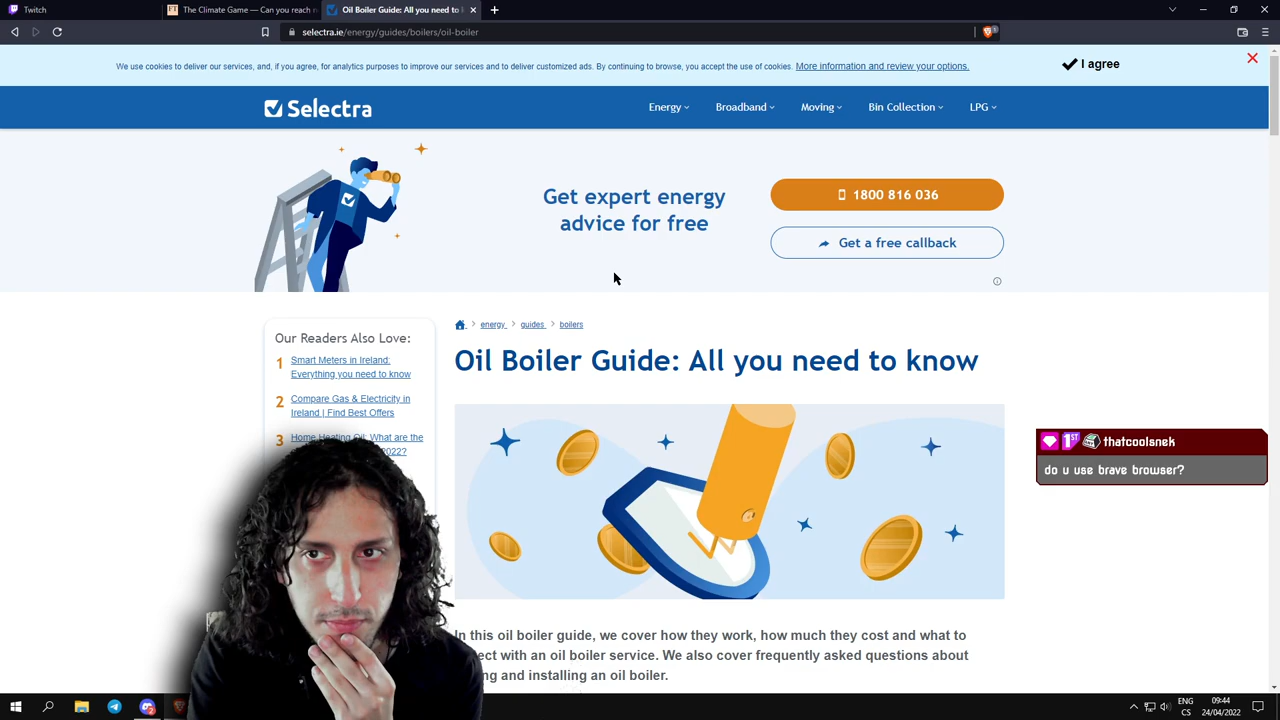 Twitch
FT The Climate Game — Can you reach n
Oil Boiler Guide: All you need to k
selectra.ie/energy/guides/boilers/oil-boiler
We use cookies to deliver our services, and, if you agree, for analytics purposes to improve our services and to deliver customized ads. By continuing to browse, you accept the use of cookies. More information and review your options.
I agree
Selectra
Energy
Broadband
Moving
Bin Collection
LPG
Get expert energy
advice for free
1800 816 036
Get a free callback
energy
guides
boilers
Our Readers Also Love:
1 Smart Meters in Ireland:
Everything you need to know
2 Compare Gas & Electricity in
Ireland | Find Best Offers
3 Home Heating Oil: What are the
2022?
Oil Boiler Guide: All you need to know
1ST thatcoolsnek
do u use brave browser?
In this oil boiler guide, we cover how they work, how much they cost and what to
ect with an oil boiler service. We also cover frequently asked questions about
ng and installing an oil boiler.
ENG
CS
09:44
24/04/2022